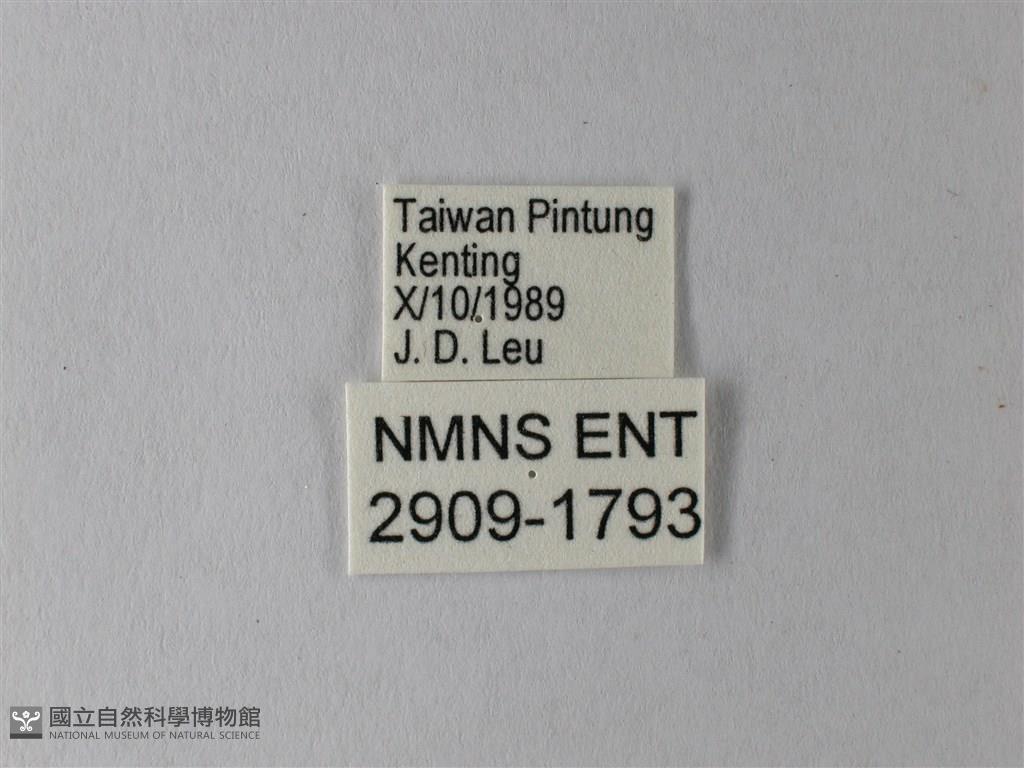 Taiwan Pintung
Kenting
X/10/1989
J. D. Leu
NMNS ENT
2909-1793
國立自然科學博物館
NATIONAL MUSEUM OF NATURAL SCIENCE